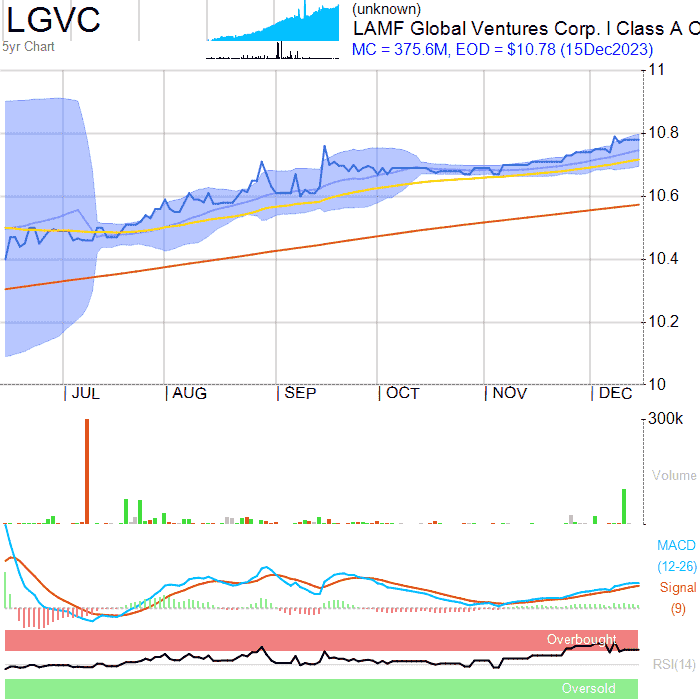 LGVC
5yr Chart
(unknown)
LAMF Global Ventures Corp. I Class A O
MC = 375.6M, EOD = $10.78 (15Dec2023)
11
10.8
10.6
10.4
10.2
10
JUL AUG SEP OCT NOV DEC
300k
Volume
MACD
(12-26)
Signal
(9)
Overbought
RSI(14)
Oversold